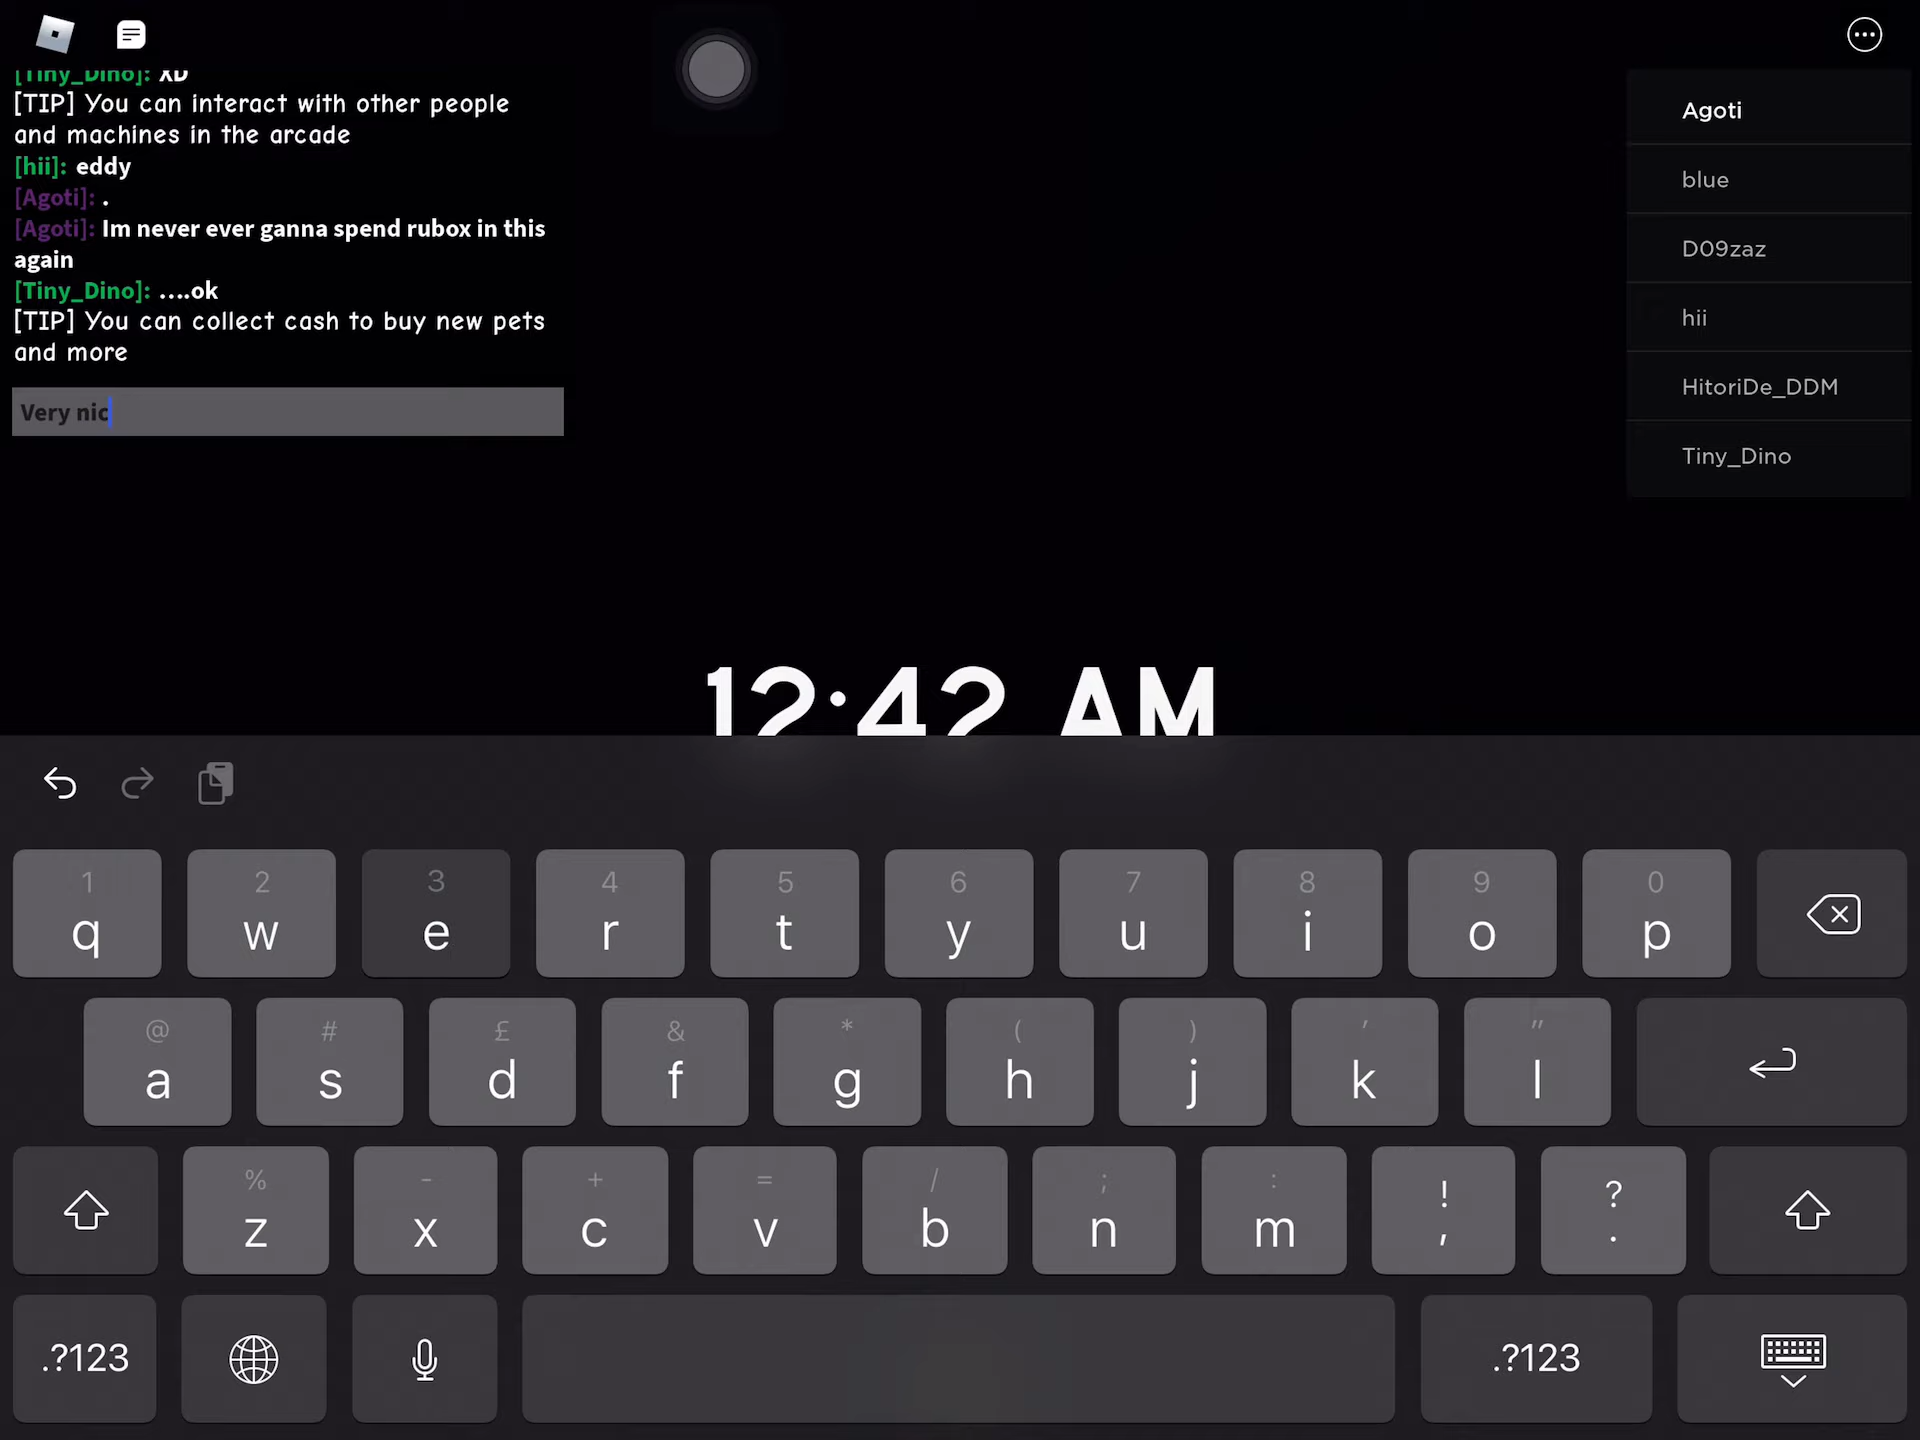 [Tiny_Dino]: XD
[TIP] You can interact with other people
and machines in the arcade
[hii]: eddy
[Agoti]: .
[Agoti]: Im never ever ganna spend rubox in this
again
[Tiny_Dino]: ....ok
[TIP] You can collect cash to buy new pets
and more
Very nic
Agoti
blue
D09zaz
hii
HitoriDe_DDM
Tiny_Dino
12:42 AM
1 2 3 4 5 6 7 8 9 0
q w e r t y u i o p
@ # £ & * ( ) ' "
a s d f g h j k l
% - + = / ; : ! ?
z x c v b n m , .
.?123 .?123